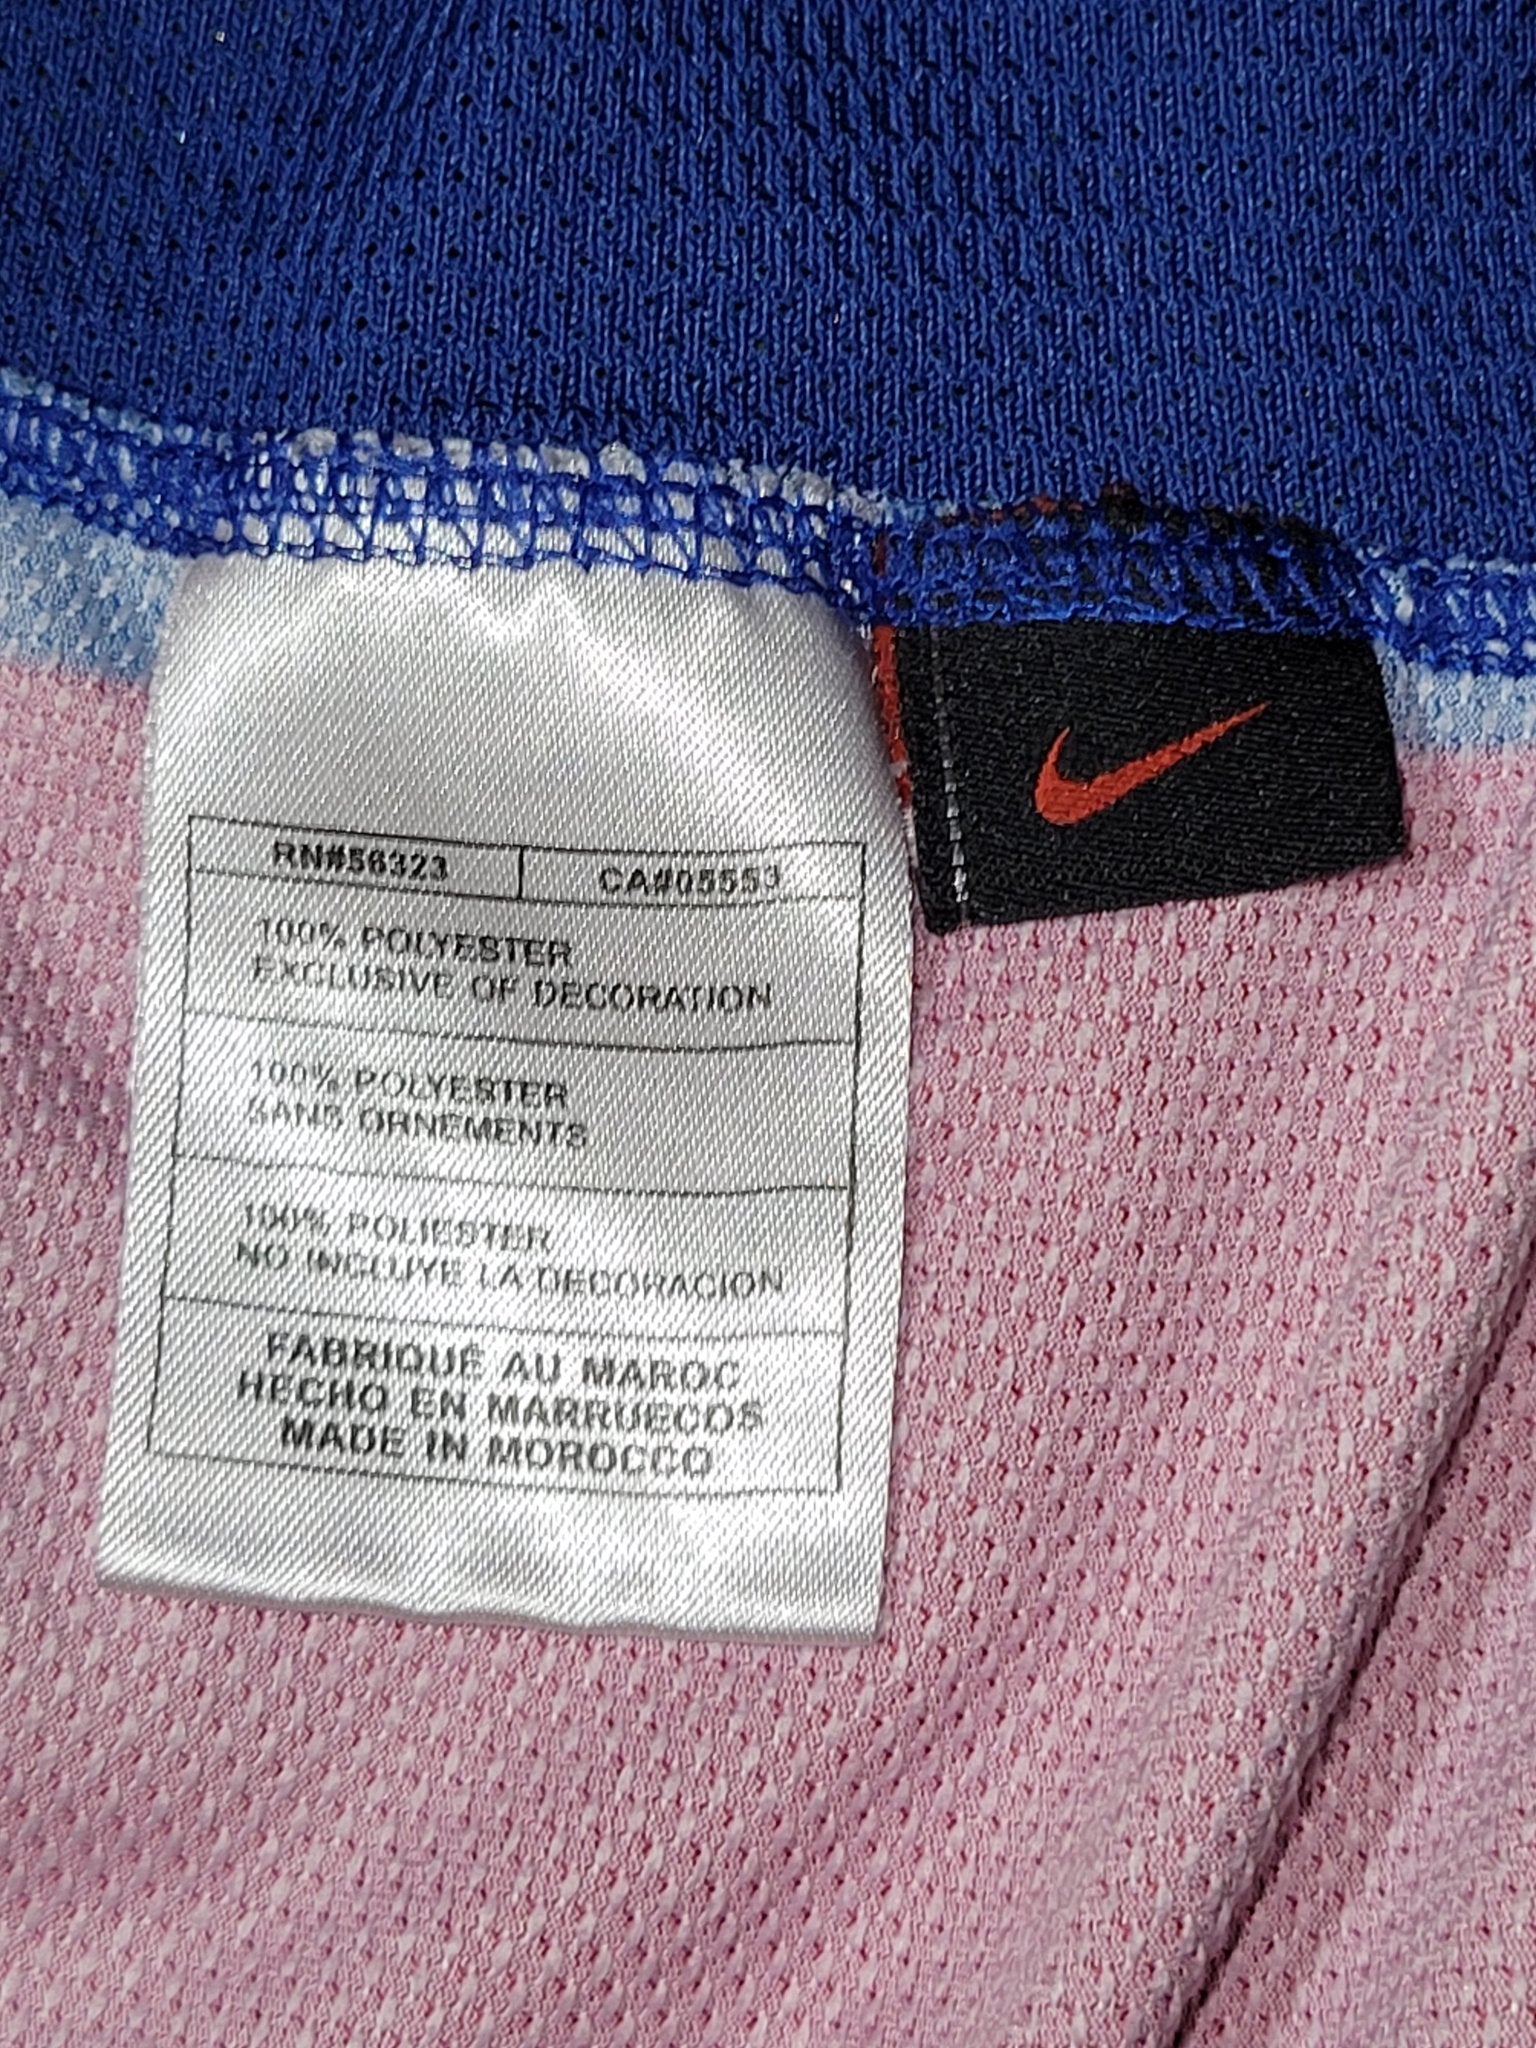 RN#56323 CA#05553
100% POLYESTER
EXCLUSIVE OF DECORATION
100% POLYESTER
SANS ORNEMENTS
100% POLIESTER
NO INCLUYE LA DECORACION
FABRIQUÉ AU MAROC
HECHO EN MARRUECOS
MADE IN MOROCCO